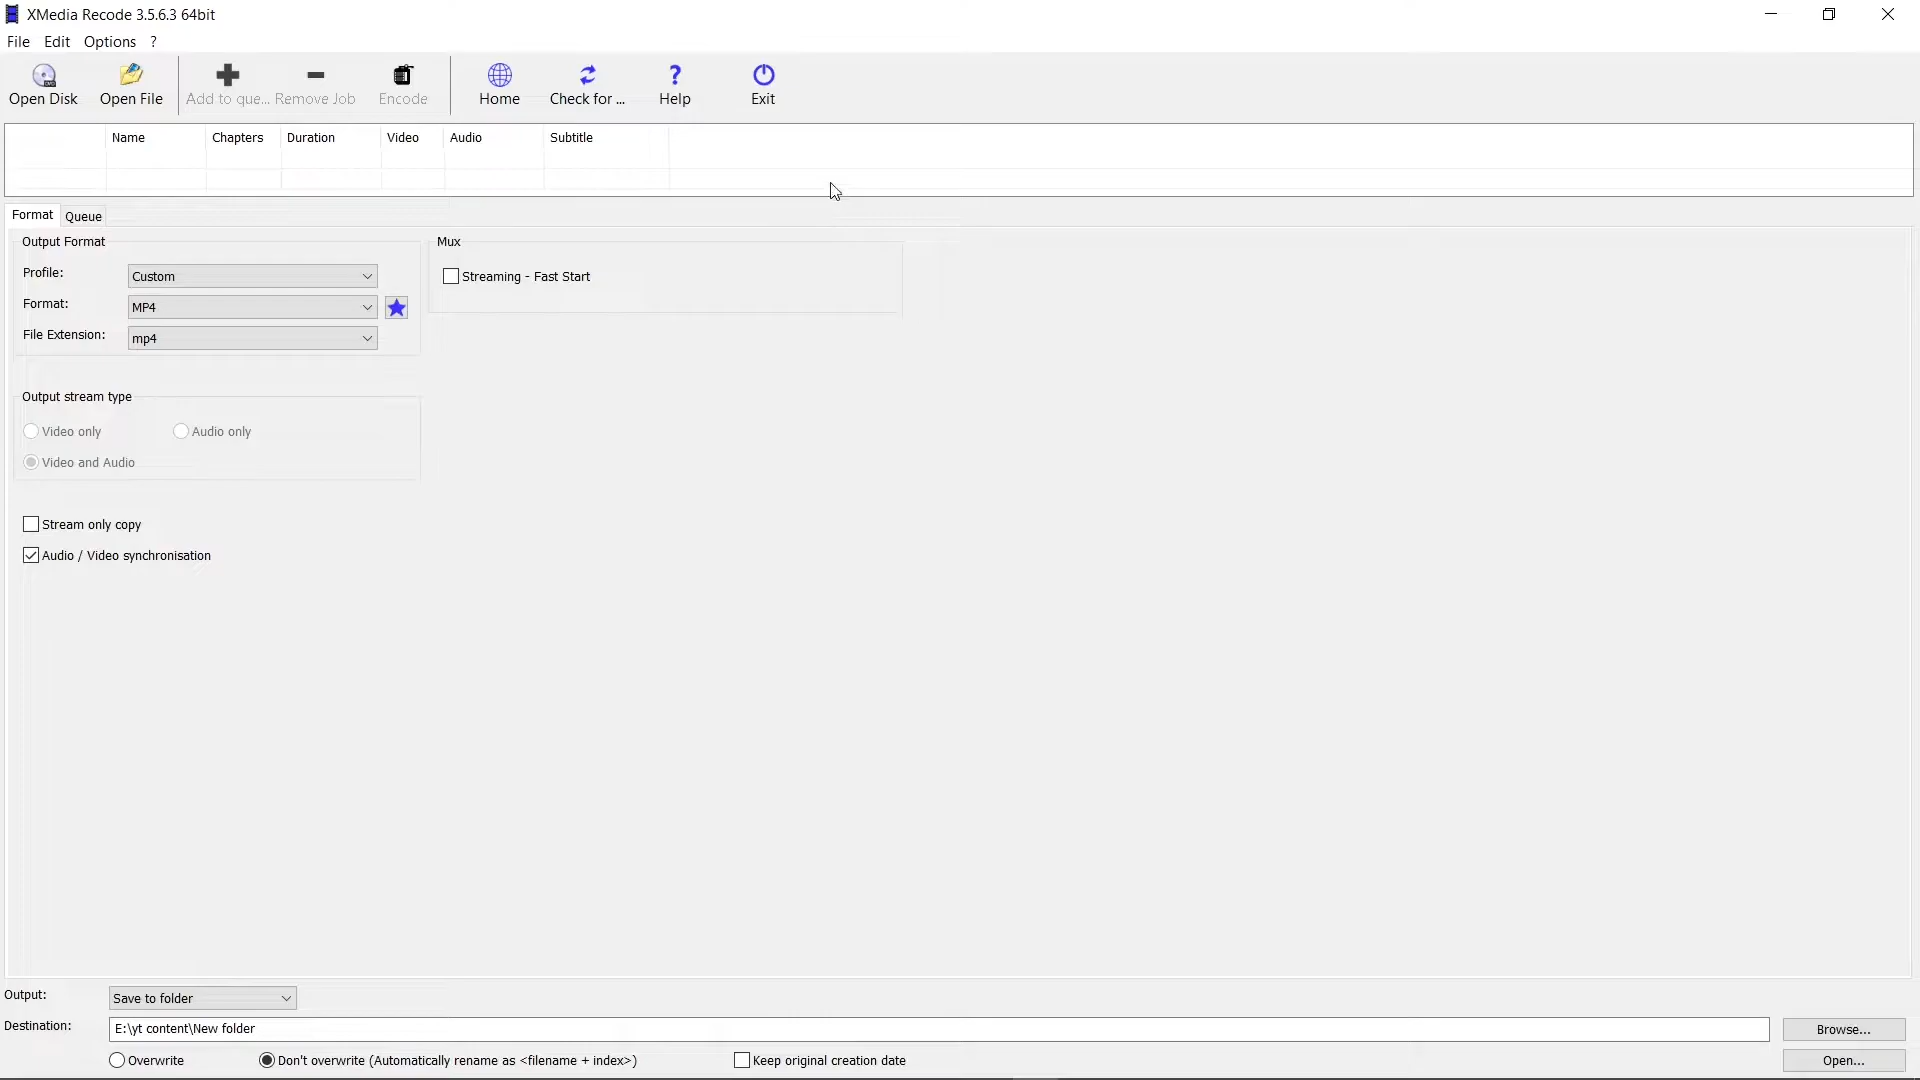 XMedia Recode 3.5.6.3 64bit
File Edit Options ?
Open Disk Open File Add to que... Remove Job Encode Home Check for ... Help Exit
Name Chapters Duration Video Audio Subtitle
Format Queue
Output Format Mux
Profile: Custom Streaming - Fast Start
Format: MP4
File Extension: mp4
Output stream type
Video only Audio only
Video and Audio
Stream only copy
Audio / Video synchronisation
Output: Save to folder
Destination: E:\yt content\New folder Browse...
Overwrite Don't overwrite (Automatically rename as <filename + index>) Keep original creation date Open...